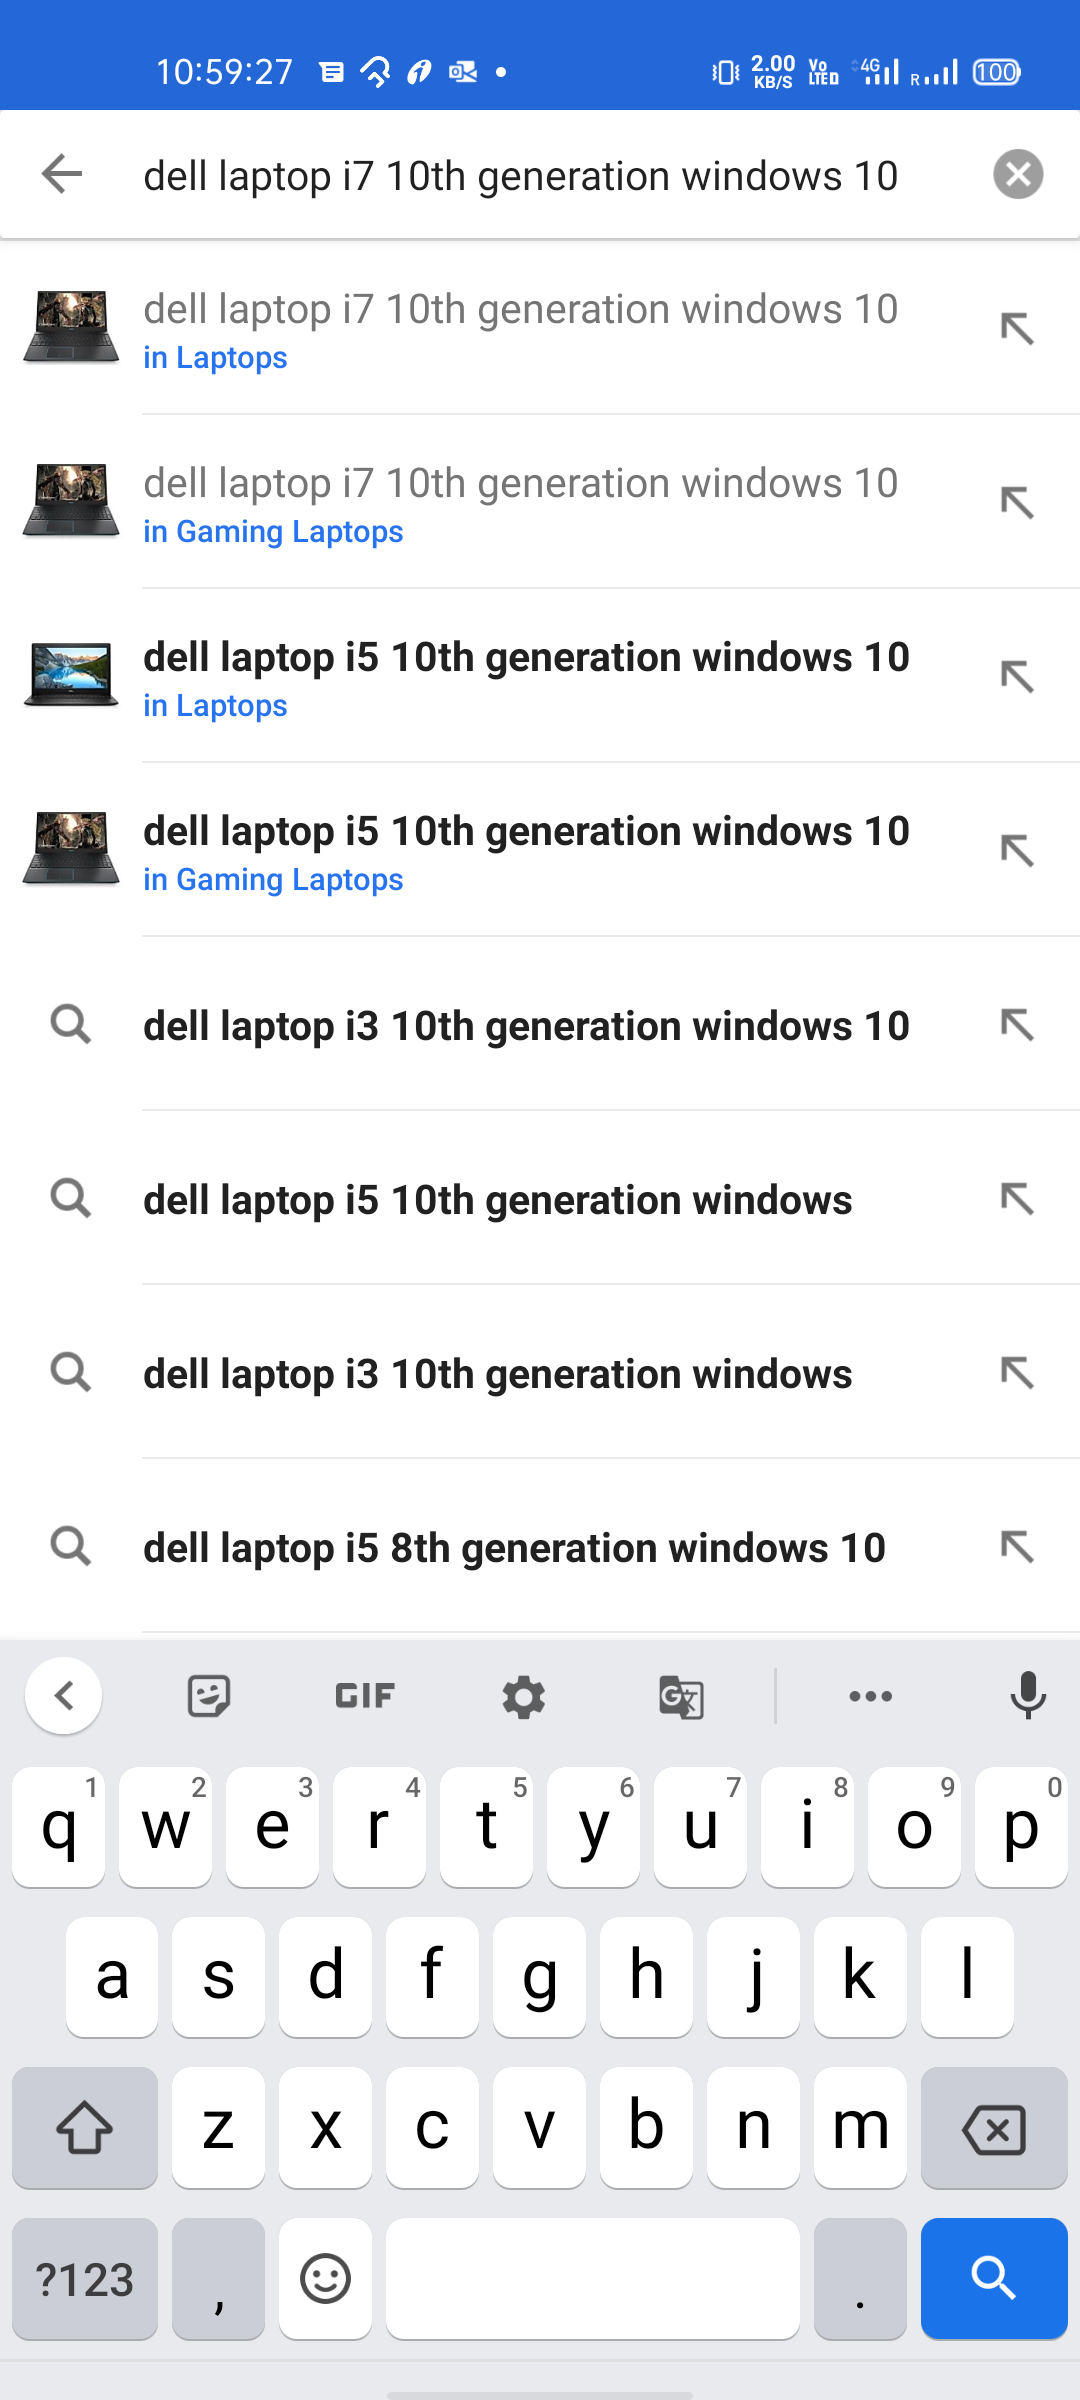 10:59:27 2.00 KB/S Vo LTE D 4G R 100
dell laptop i7 10th generation windows 10
dell laptop i7 10th generation windows 10
in Laptops
dell laptop i7 10th generation windows 10
in Gaming Laptops
dell laptop i5 10th generation windows 10
in Laptops
dell laptop i5 10th generation windows 10
in Gaming Laptops
dell laptop i3 10th generation windows 10
dell laptop i5 10th generation windows
dell laptop i3 10th generation windows
dell laptop i5 8th generation windows 10
GIF
1 2 3 4 5 6 7 8 9 0
q w e r t y u i o p
a s d f g h j k l
z x c v b n m
?123 , .